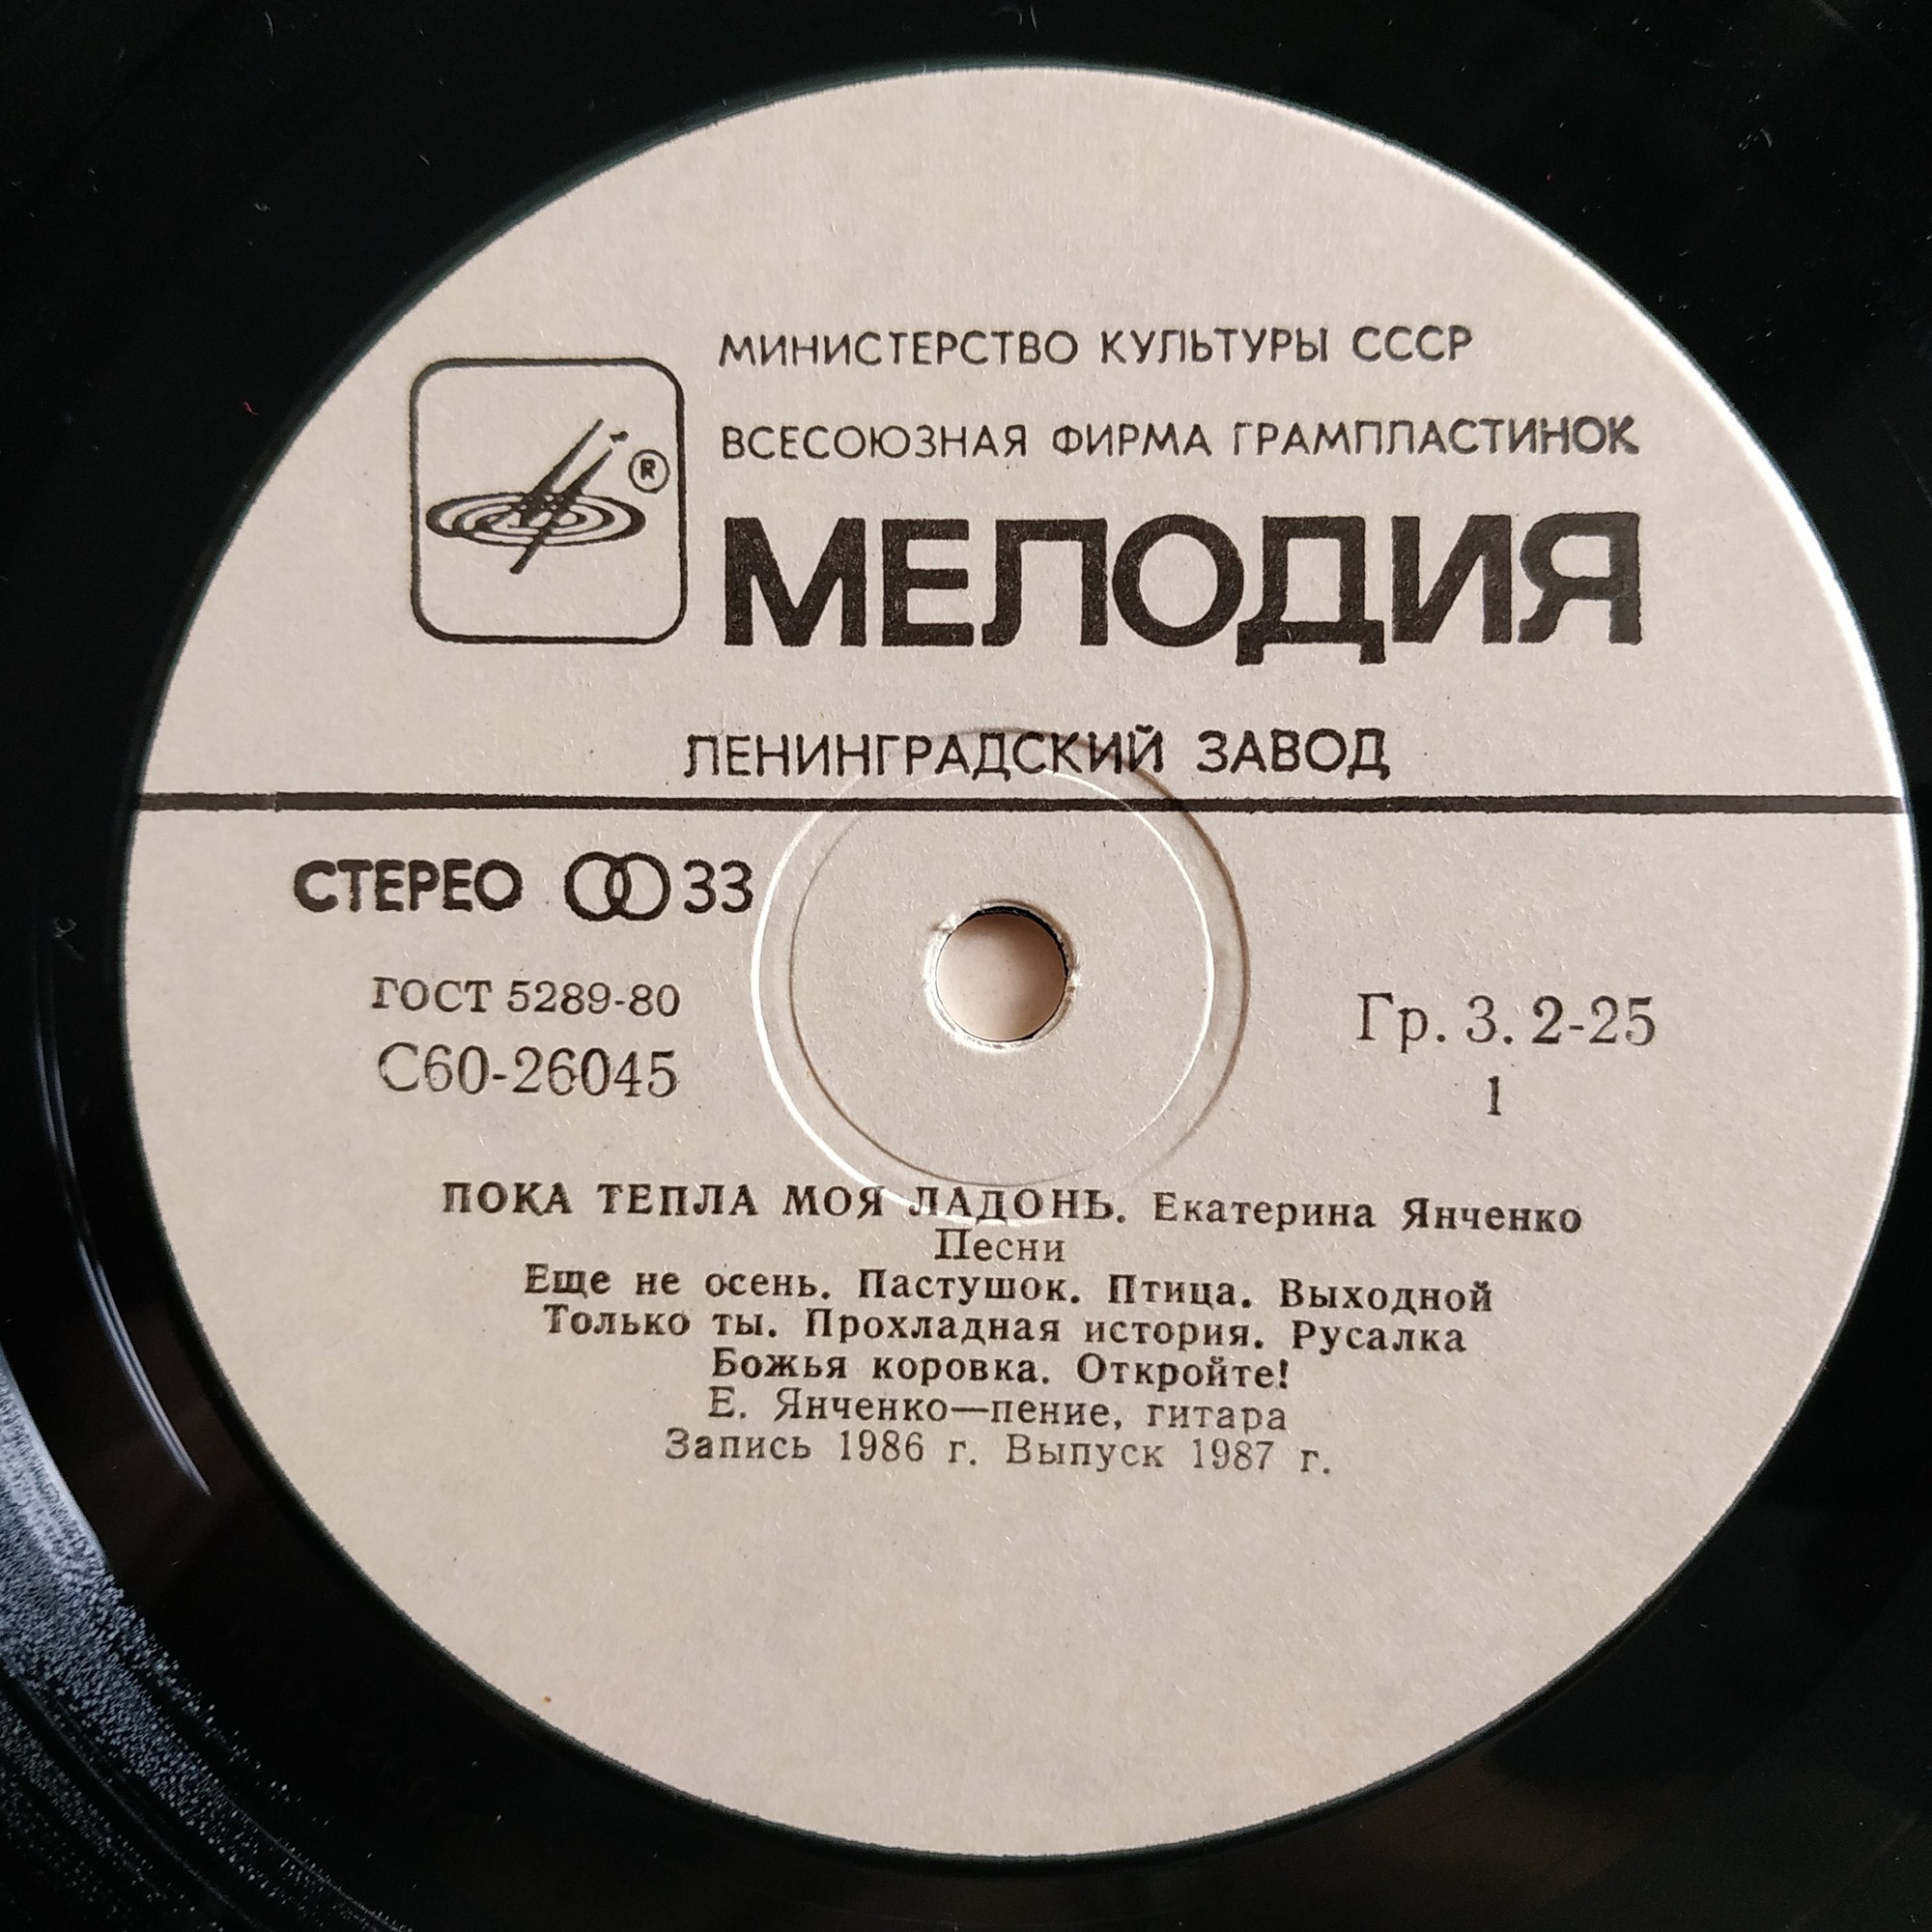 МИНИСТЕРСТВО КУЛЬТУРЫ СССР
ВСЕСОЮЗНАЯ ФИРМА ГРАМПЛАСТИНОК
®
МЕЛОДИЯ
ЛЕНИНГРАДСКИЙ ЗАВОД
СТЕРЕО 33
ГОСТ 5289-80
С60-26045
Гр. 3. 2-25
1
ПОКА ТЕПЛА МОЯ ЛАДОНЬ. Екатерина Янченко
Песни
Еще не осень. Пастушок. Птица. Выходной
Только ты. Прохладная история. Русалка
Божья коровка. Откройте!
Е. Янченко—пение, гитара
Запись 1986 г. Выпуск 1987 г.